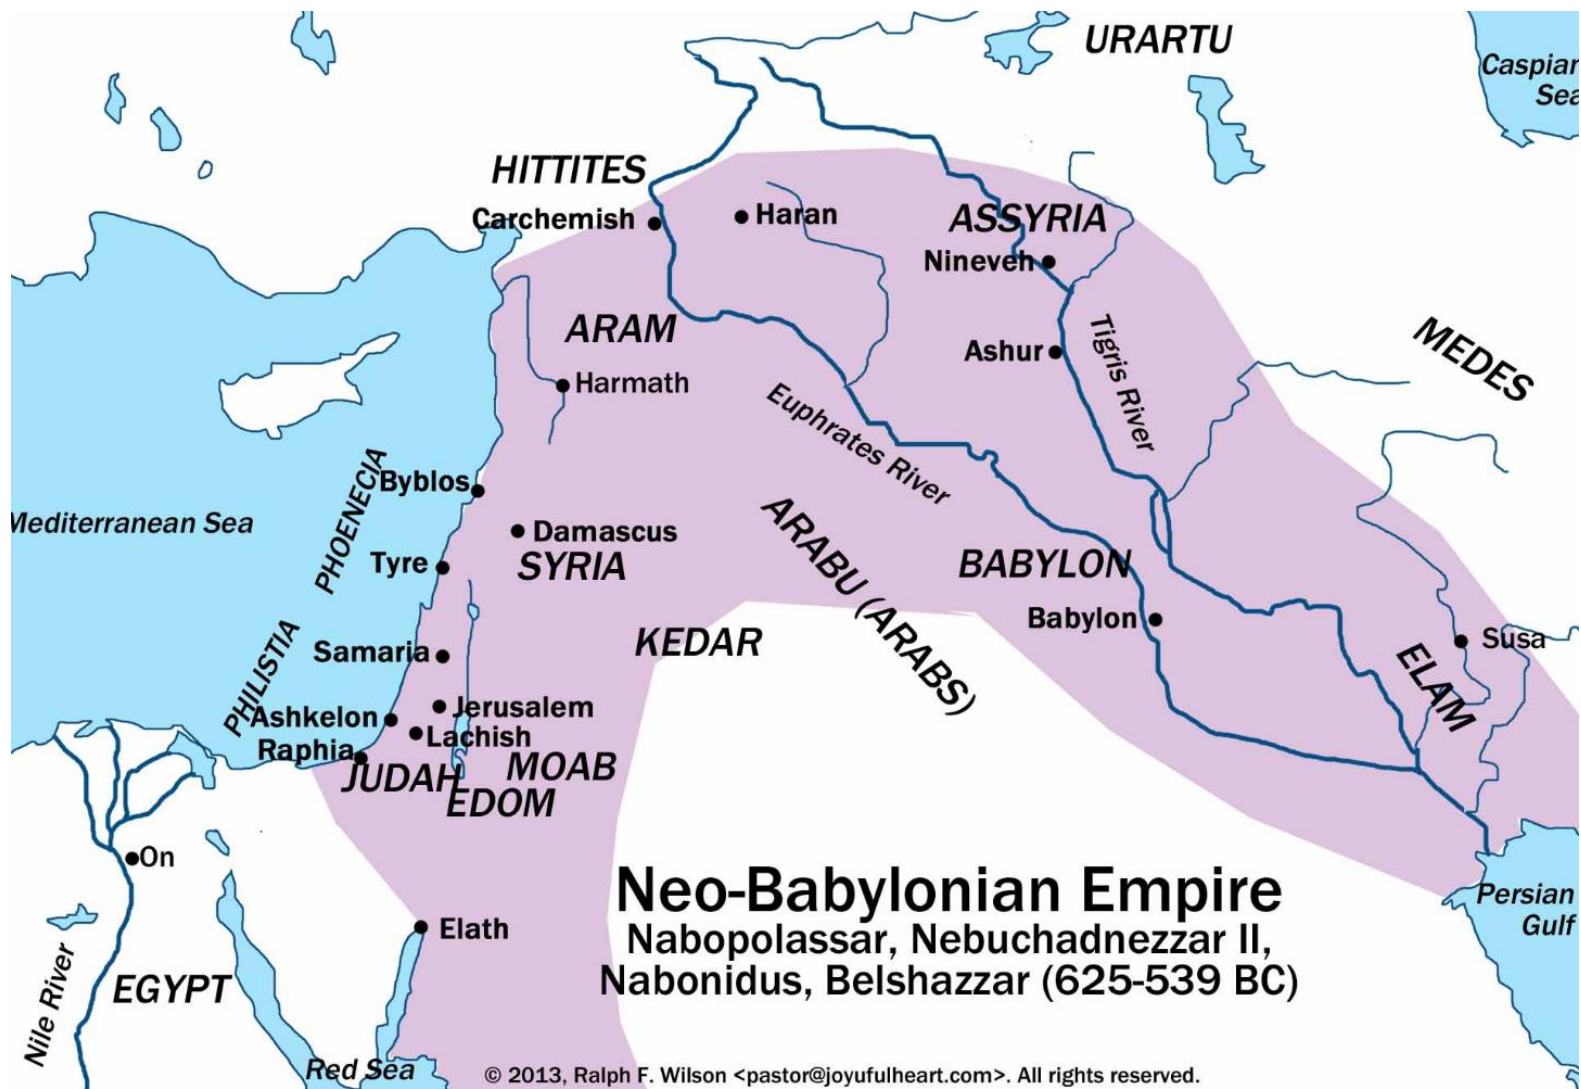 URARTU
Caspian
Sea
HITTITES
Carchemish
Haran
ASSYRIA
Nineveh
ARAM
Ashur
Tigris River
MEDES
Harmath
Euphrates River
PHOENECIA
Byblos
Mediterranean Sea
Damascus
ARABU (ARABS)
Tyre
SYRIA
BABYLON
Babylon
KEDAR
Susa
PHILISTIA
Samaria
ELAM
Jerusalem
Ashkelon
Lachish
Raphia
JUDAH
MOAB
EDOM
On
Neo-Babylonian Empire
Nabopolassar, Nebuchadnezzar II,
Nabonidus, Belshazzar (625-539 BC)
Persian
Gulf
Elath
Nile River
EGYPT
Red Sea
© 2013, Ralph F. Wilson <pastor@joyufulheart.com>. All rights reserved.